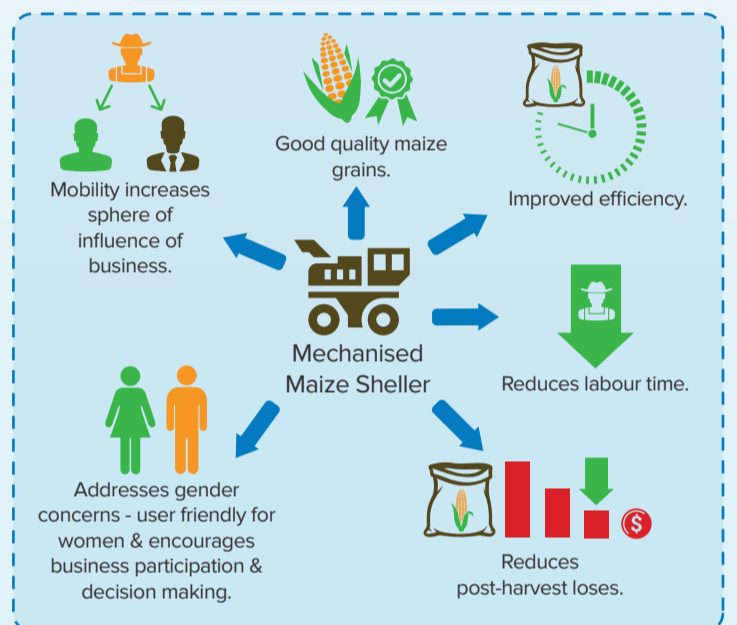 Mobility increases
sphere of
influence of
business.
Good quality maize
grains.
Improved efficiency.
Mechanised
Maize Sheller
Reduces labour time.
Addresses gender
concerns - user friendly for
women & encourages
business participation &
decision making.
$
Reduces
post-harvest loses.